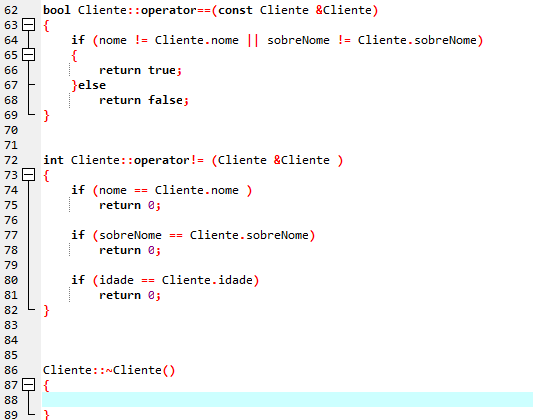 62 bool Cliente::operator==(const Cliente &Cliente)
63 {
64 if (nome != Cliente.nome || sobreNome != Cliente.sobreNome)
65 {
66 return true;
67 }else
68 return false;
69 }
70
71
72 int Cliente::operator!= (Cliente &Cliente )
73 {
74 if (nome == Cliente.nome )
75 return 0;
76
77 if (sobreNome == Cliente.sobreNome)
78 return 0;
79
80 if (idade == Cliente.idade)
81 return 0;
82 }
83
84
85
86 Cliente::~Cliente()
87 {
88
89 }